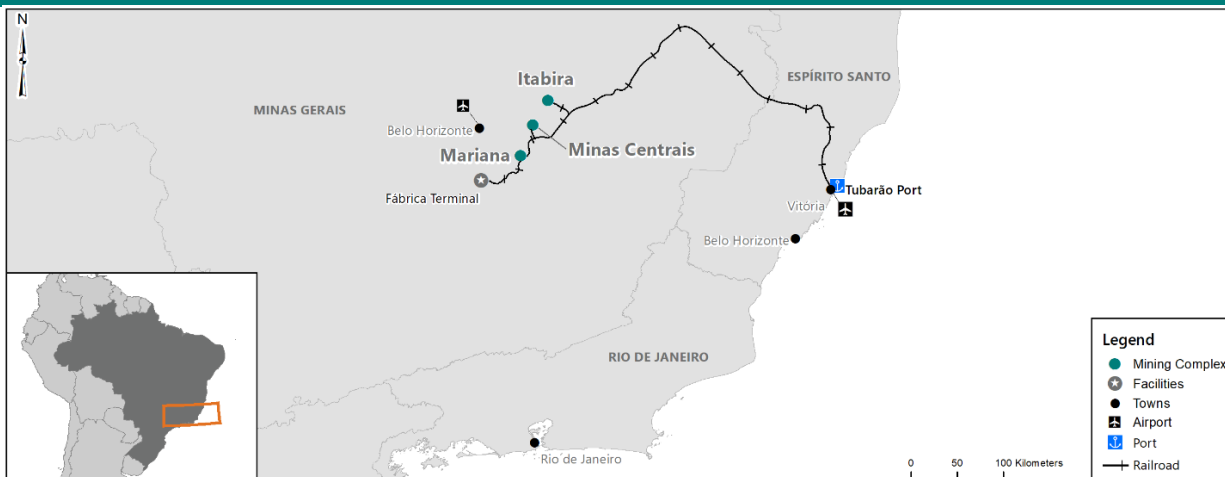 N
ESPÍRITO SANTO
Itabira
MINAS GERAIS
Belo Horizonte
Minas Centrais
Mariana
Fábrica Terminal
Tubarão Port
Vitória
Belo Horizonte
RIO DE JANEIRO
Rio de Janeiro
Legend
Mining Complex
Facilities
Towns
Airport
Port
Railroad
0 50 100 Kilometers